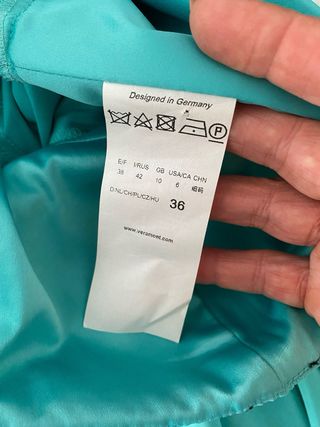 Designed in Germany
P
E/F I/RUS GB USA/CA CHN
38 42 10 6
D/NL/CH/PL/CZ/HU 36
www.veramont.com